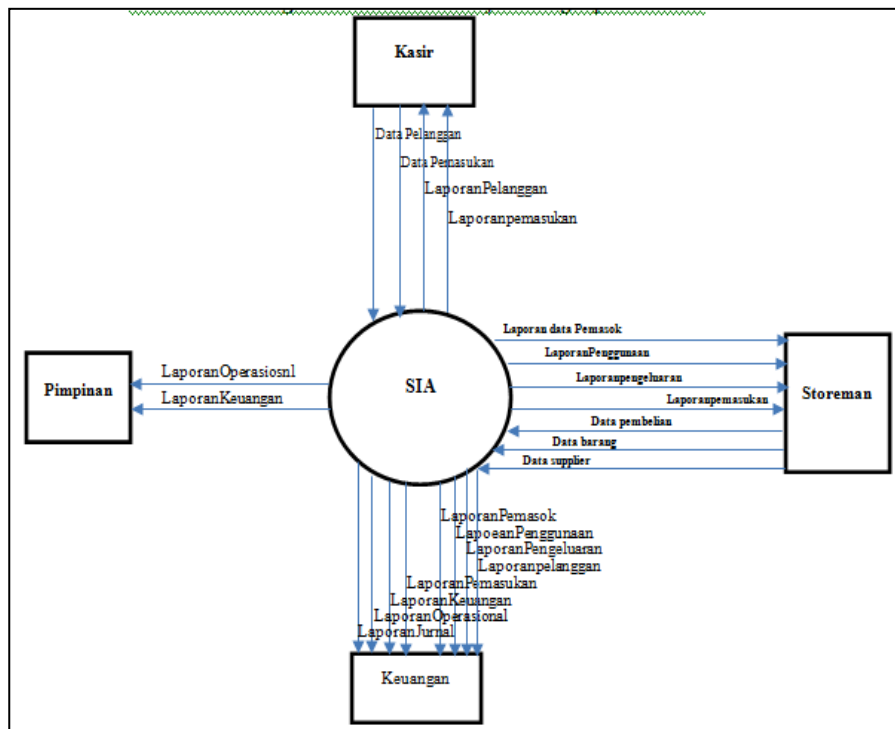 Kasir
Data Pelanggan
Data Pemasukan
LaporanPelanggan
Laporanpemasukan
Laporan data Pemasok
LaporanPenggunaan
Laporanpengeluaran
Laporanpemasukan
Data pembelian
Data barang
Data supplier
Storeman
SIA
LaporanOperasiosnl
LaporanKeuangan
Pimpinan
LaporanPemasok
LapoeanPenggunaan
LaporanPengeluaran
Laporanpelanggan
LaporanPemasukan
LaporanKeuangan
LaporanOperasional
LaporanJurnal
Keuangan